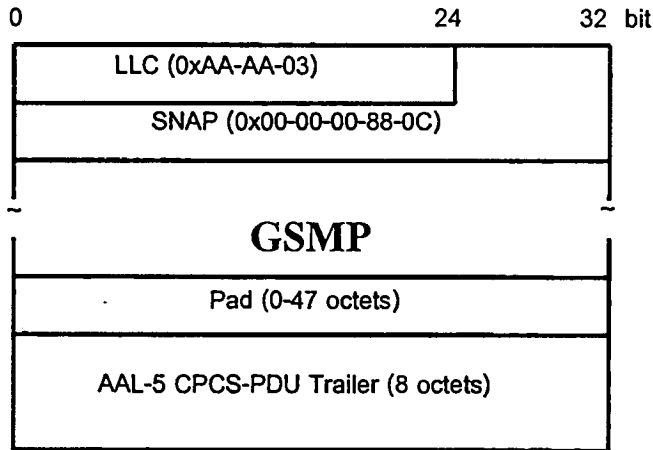 0 24 32 bit
LLC (0xAA-AA-03)
SNAP (0x00-00-00-88-0C)
~ ~
GSMP
Pad (0-47 octets)
AAL-5 CPCS-PDU Trailer (8 octets)